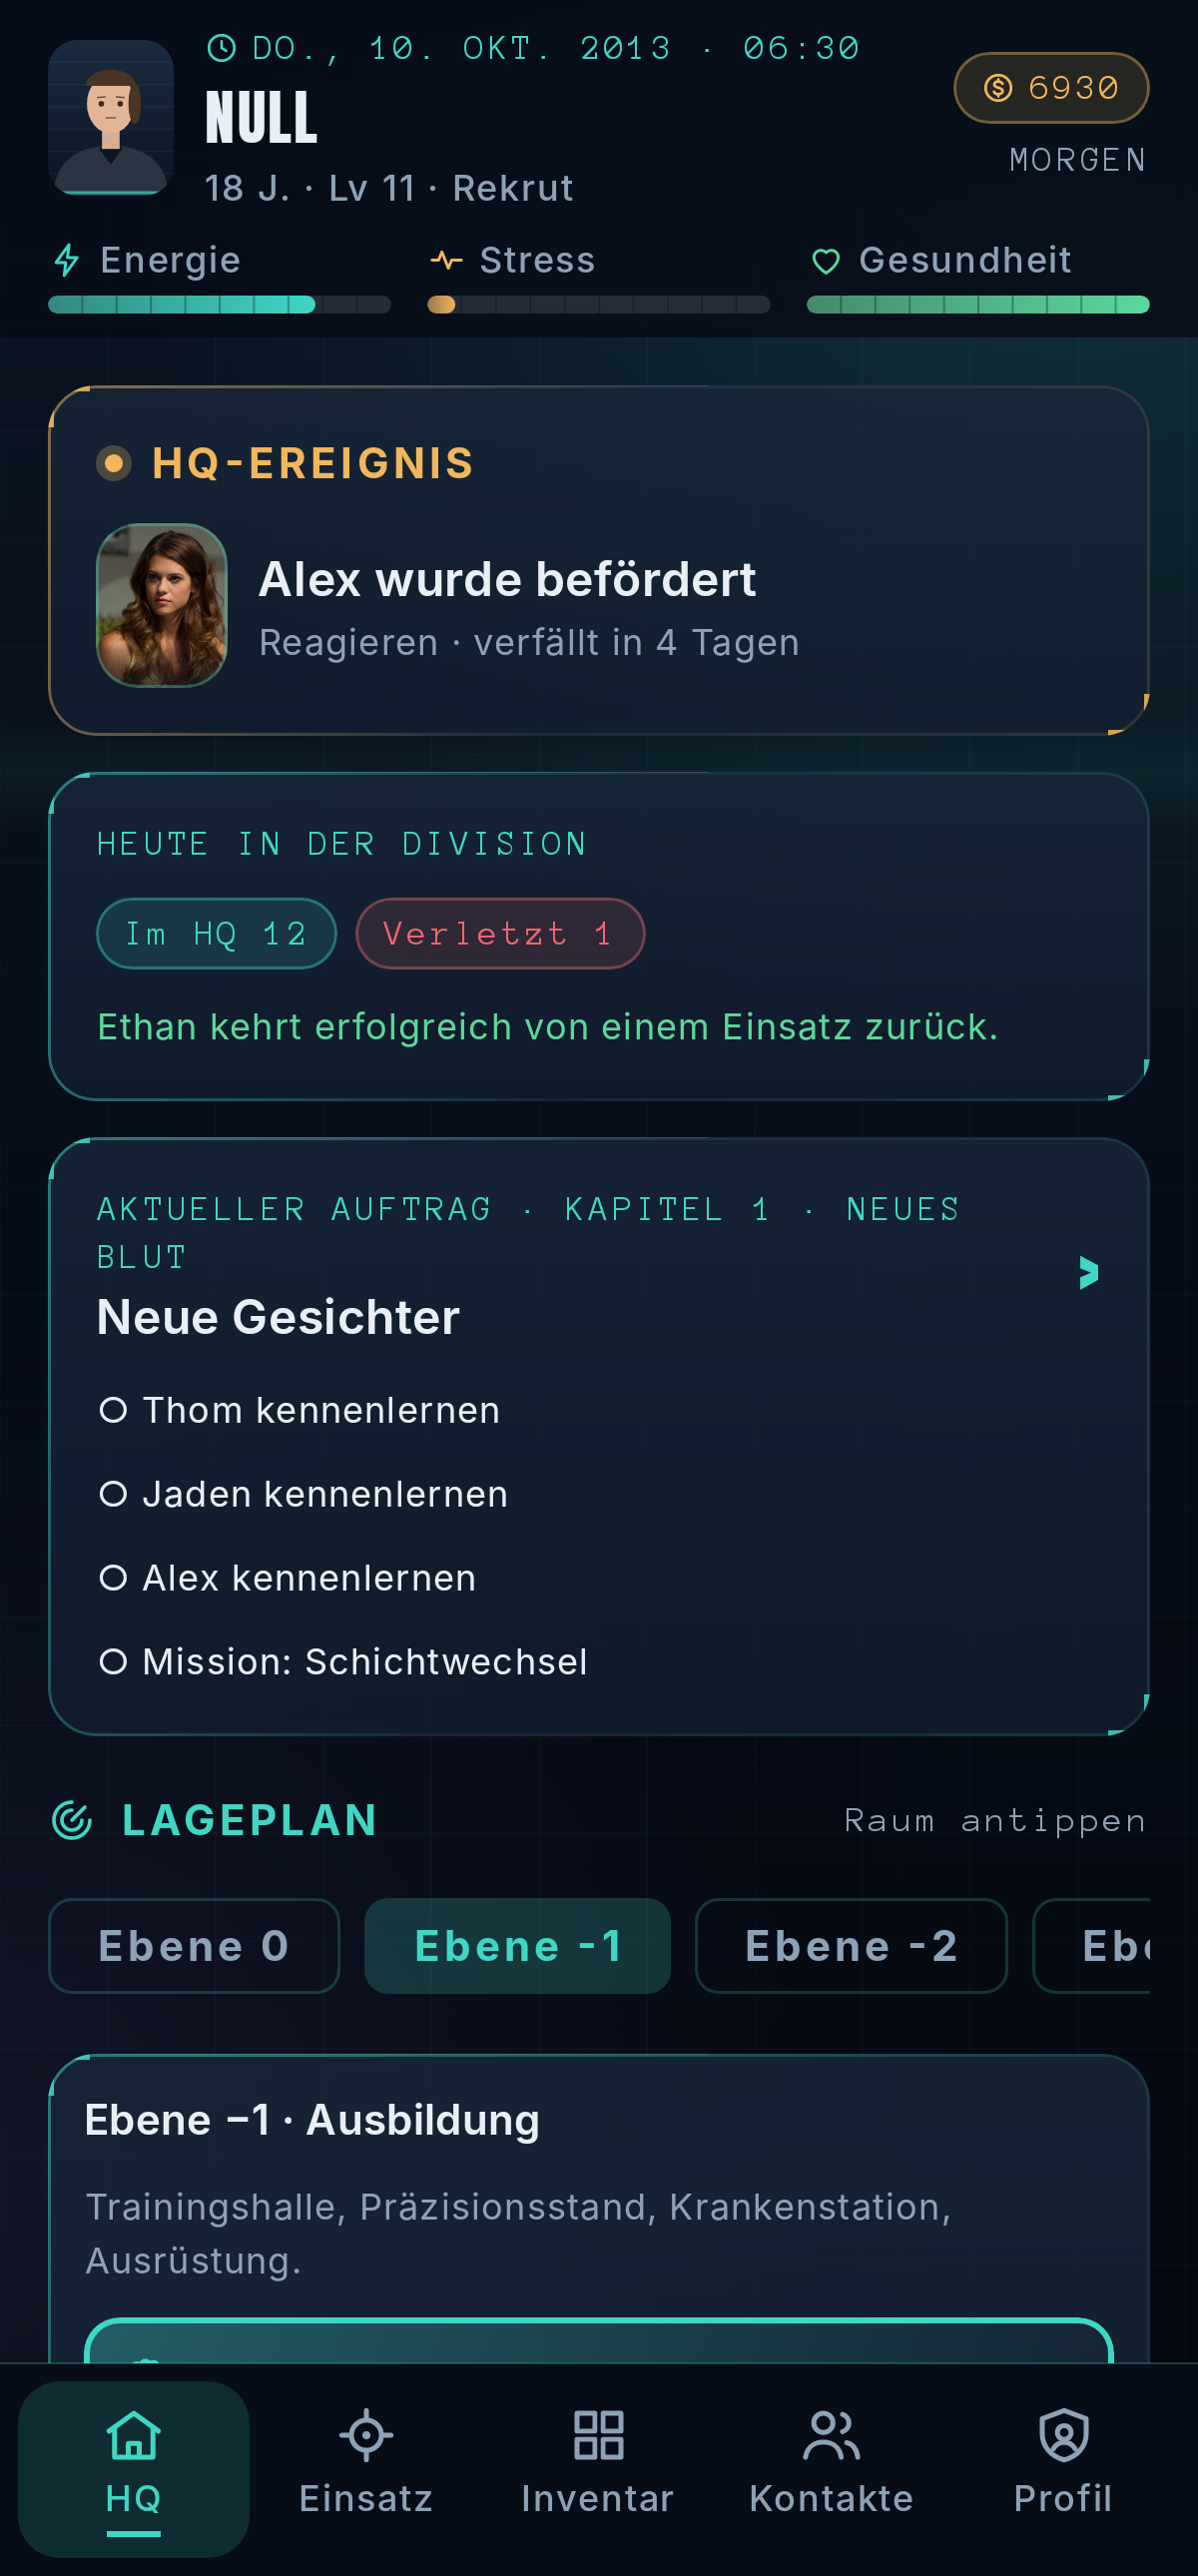 DO., 10. OKT. 2013 · 06:30
NULL
18 J. · Lv 11 · Rekrut
6930
MORGEN
Energie
Stress
Gesundheit
HQ-EREIGNIS
Alex wurde befördert
Reagieren · verfällt in 4 Tagen
HEUTE IN DER DIVISION
Im HQ 12
Verletzt 1
Ethan kehrt erfolgreich von einem Einsatz zurück.
AKTUELLER AUFTRAG · KAPITEL 1 · NEUES
BLUT
Neue Gesichter
Thom kennenlernen
Jaden kennenlernen
Alex kennenlernen
Mission: Schichtwechsel
LAGEPLAN
Raum antippen
Ebene 0
Ebene -1
Ebene -2
Ebe
Ebene −1 · Ausbildung
Trainingshalle, Präzisionsstand, Krankenstation,
Ausrüstung.
HQ
Einsatz
Inventar
Kontakte
Profil